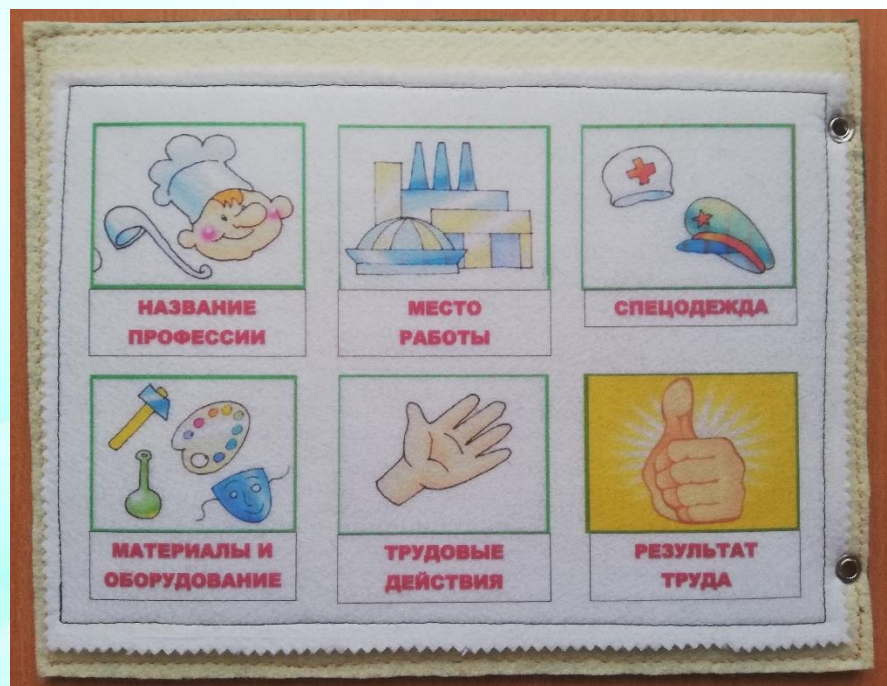 НАЗВАНИЕ
ПРОФЕССИИ
МЕСТО
РАБОТЫ
СПЕЦОДЕЖДА
МАТЕРИАЛЫ И
ОБОРУДОВАНИЕ
ТРУДОВЫЕ
ДЕЙСТВИЯ
РЕЗУЛЬТАТ
ТРУДА